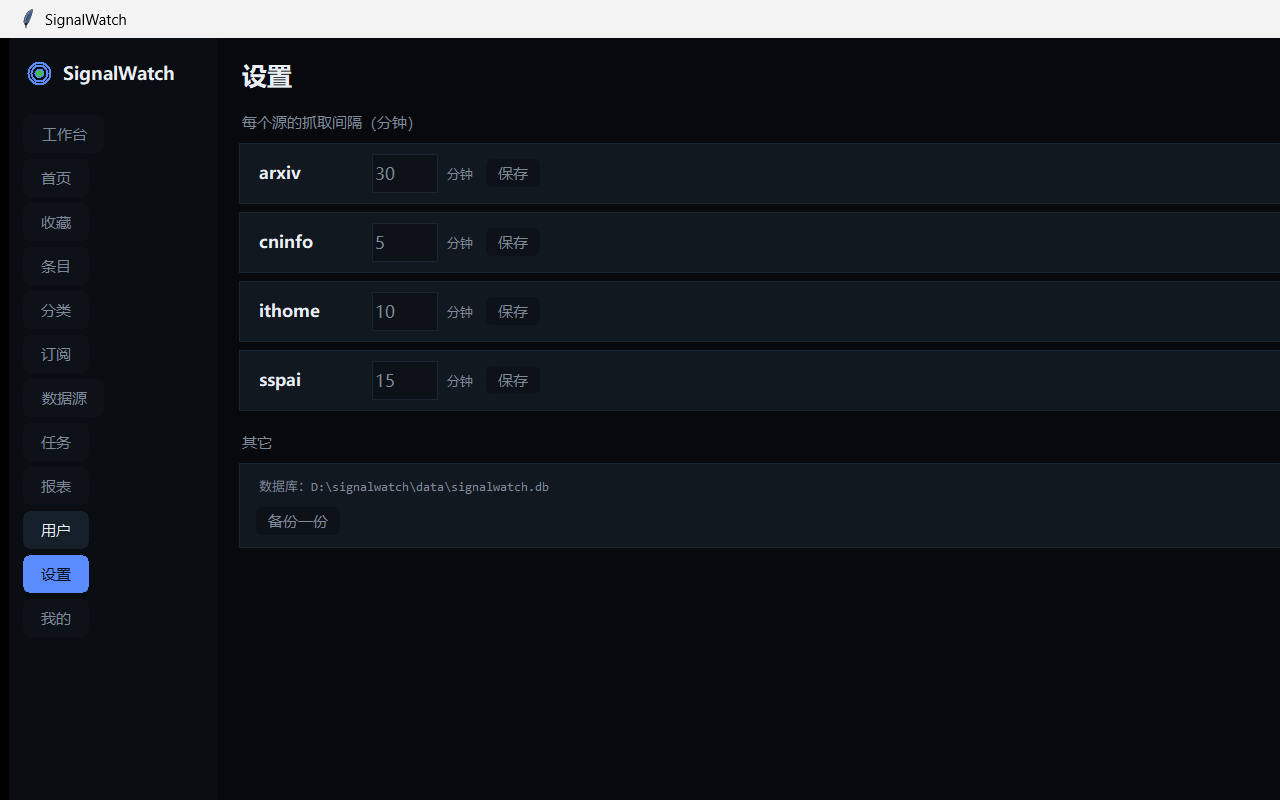 SignalWatch
SignalWatch
工作台
首页
收藏
条目
分类
订阅
数据源
任务
报表
用户
设置
我的
设置
每个源的抓取间隔（分钟）
arxiv 30 分钟 保存
cninfo 5 分钟 保存
ithome 10 分钟 保存
sspai 15 分钟 保存
其它
数据库：D:\signalwatch\data\signalwatch.db
备份一份